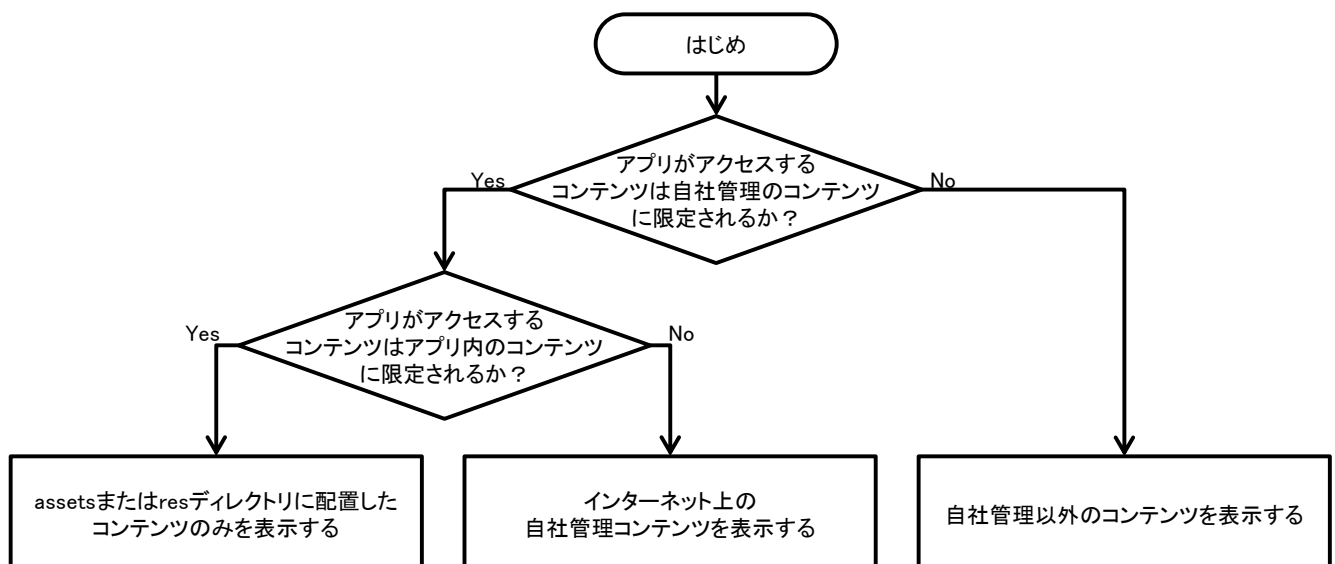 はじめ
アプリがアクセスする
コンテンツは自社管理のコンテンツ
に限定されるか？
Yes
No
アプリがアクセスする
コンテンツはアプリ内のコンテンツ
に限定されるか？
Yes
No
assetsまたはresディレクトリに配置した
コンテンツのみを表示する
インターネット上の
自社管理コンテンツを表示する
自社管理以外のコンテンツを表示する